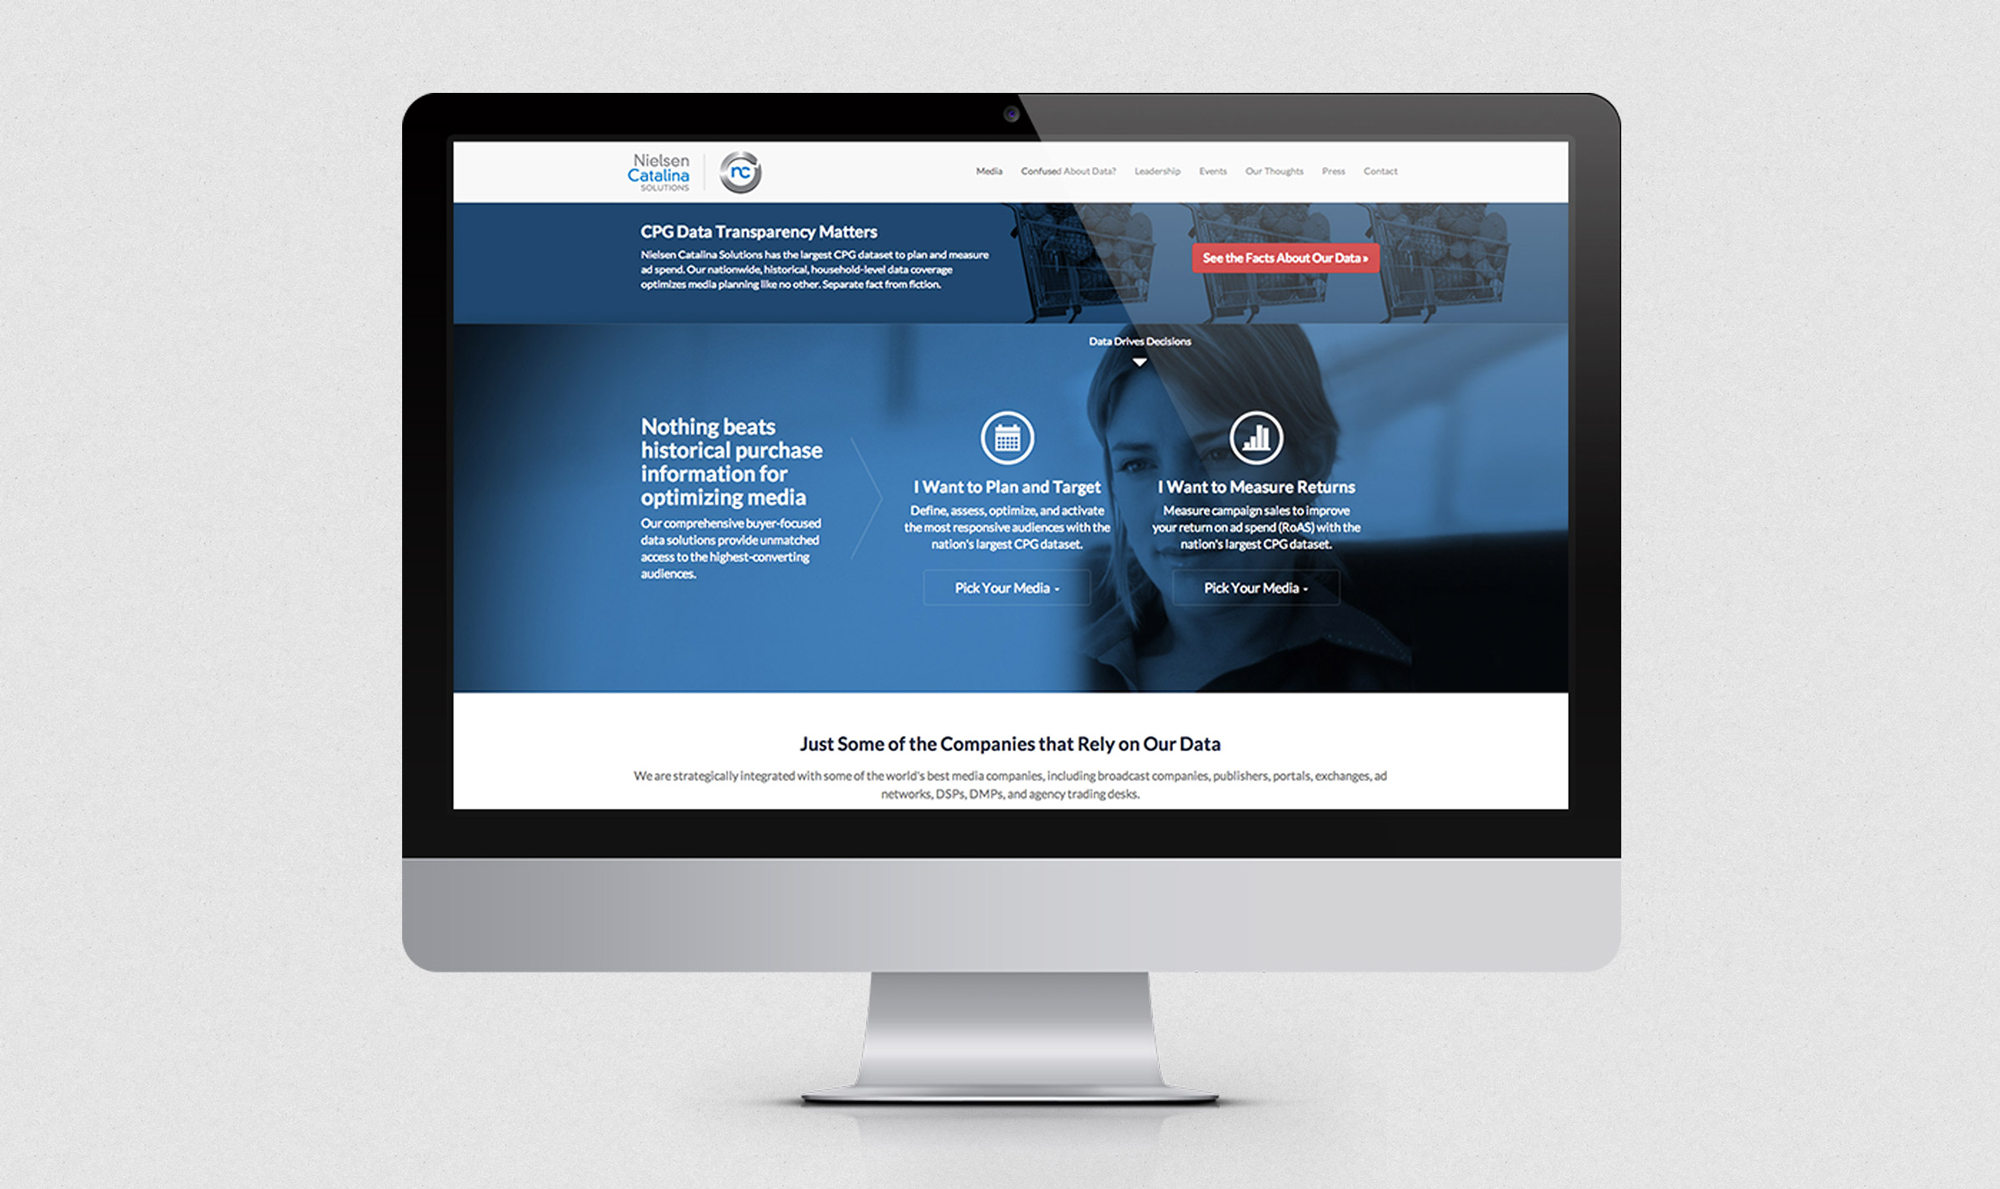 Nielsen
Catalina
SOLUTIONS
nc
Media Confused About Data? Leadership Events Our Thoughts Press Contact
CPG Data Transparency Matters
Nielsen Catalina Solutions has the largest CPG dataset to plan and measure
ad spend. Our nationwide, historical, household-level data coverage
optimizes media planning like no other. Separate fact from fiction.
See the Facts About Our Data »
Data Drives Decisions
Nothing beats
historical purchase
information for
optimizing media
Our comprehensive buyer-focused
data solutions provide unmatched
access to the highest-converting
audiences.
I Want to Plan and Target
Define, assess, optimize, and activate
the most responsive audiences with the
nation's largest CPG dataset.
Pick Your Media
I Want to Measure Returns
Measure campaign sales to improve
your return on ad spend (RoAS) with the
nation's largest CPG dataset.
Pick Your Media
Just Some of the Companies that Rely on Our Data
We are strategically integrated with some of the world's best media companies, including broadcast companies, publishers, portals, exchanges, ad
networks, DSPs, DMPs, and agency trading desks.